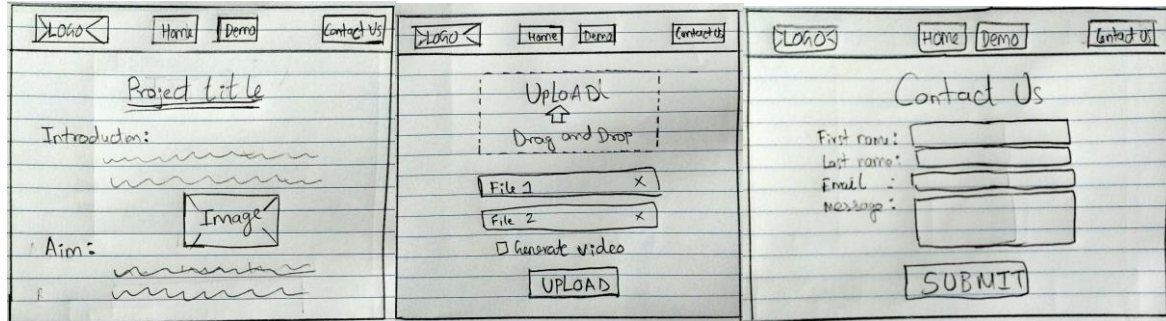 LOGO Home Demo Contact Us
Project title
Introduction:
Image
Aim:
LOGO Home Demo Contact Us
UPLOAD
Drag and Drop
File 1 X
File 2 X
Generate video
UPLOAD
LOGO Home Demo Contact Us
Contact Us
First name:
Last name:
Email :
Message:
SUBMIT